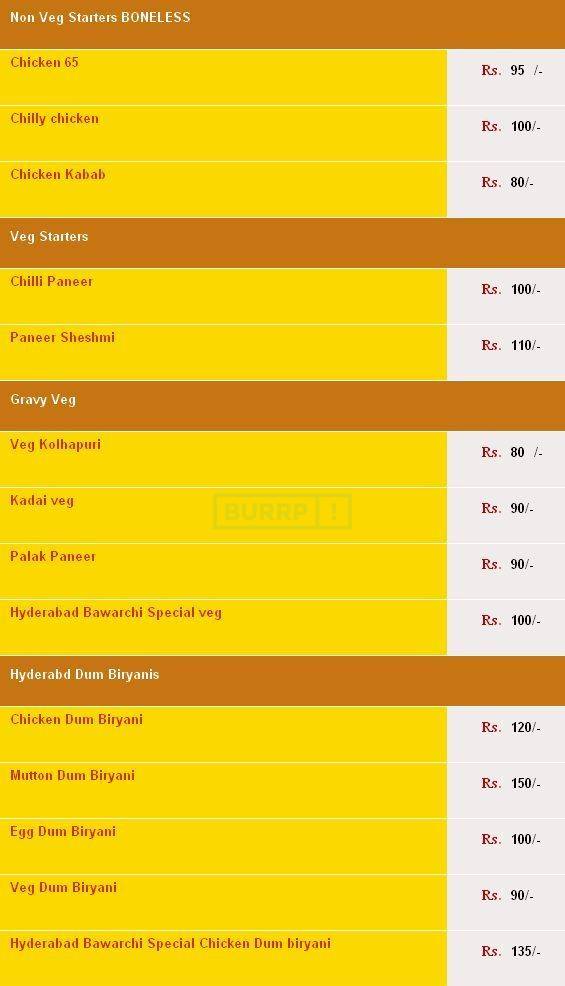 Non Veg Starters BONELESS
Chicken 65 Rs. 95 /-
Chilly chicken Rs. 100/-
Chicken Kabab Rs. 80/-
Veg Starters
Chilli Paneer Rs. 100/-
Paneer Sheshmi Rs. 110/-
Gravy Veg
Veg Kolhapuri Rs. 80 /-
Kadai veg Rs. 90/-
BURRP !
Palak Paneer Rs. 90/-
Hyderabad Bawarchi Special veg Rs. 100/-
Hyderabd Dum Biryanis
Chicken Dum Biryani Rs. 120/-
Mutton Dum Biryani Rs. 150/-
Egg Dum Biryani Rs. 100/-
Veg Dum Biryani Rs. 90/-
Hyderabad Bawarchi Special Chicken Dum biryani Rs. 135/-